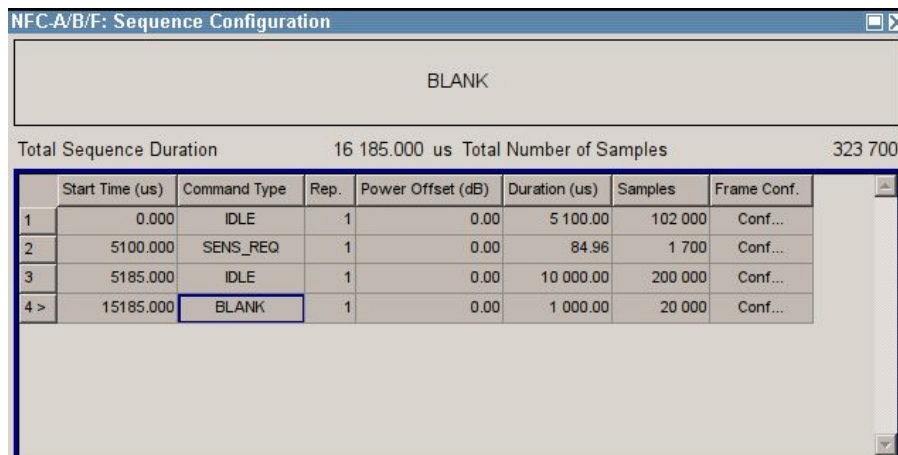 NFC-A/B/F: Sequence Configuration
BLANK
Total Sequence Duration 16 185.000 us Total Number of Samples 323 700
Start Time (us) Command Type Rep. Power Offset (dB) Duration (us) Samples Frame Conf.
1 0.000 IDLE 1 0.00 5 100.00 102 000 Conf...
2 5100.000 SENS_REQ 1 0.00 84.96 1 700 Conf...
3 5185.000 IDLE 1 0.00 10 000.00 200 000 Conf...
4 > 15185.000 BLANK 1 0.00 1 000.00 20 000 Conf...